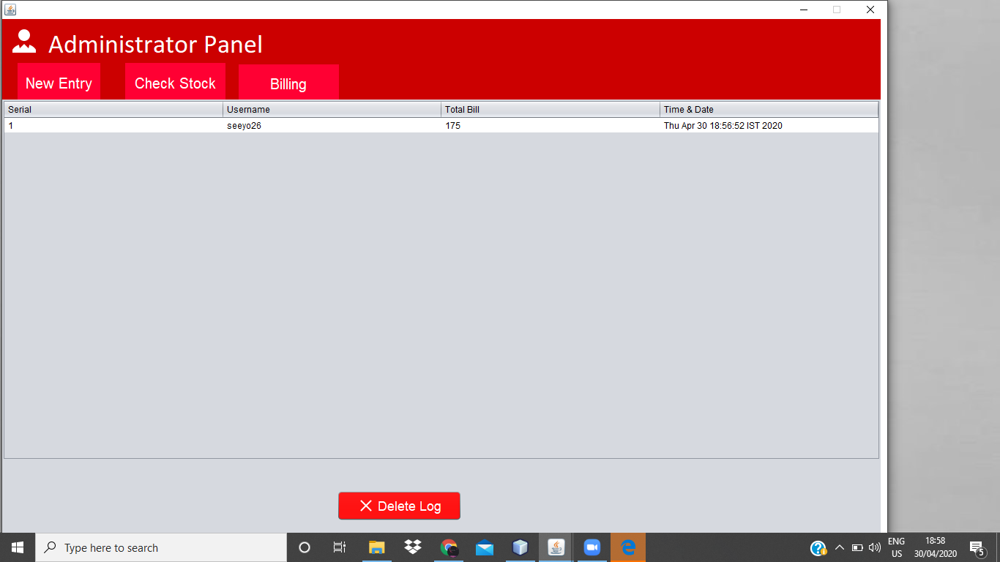 Administrator Panel
New Entry Check Stock Billing
Serial Username Total Bill Time & Date
1 seeyo26 175 Thu Apr 30 18:56:52 IST 2020
Delete Log
Type here to search
ENG
US
18:58
30/04/2020
5